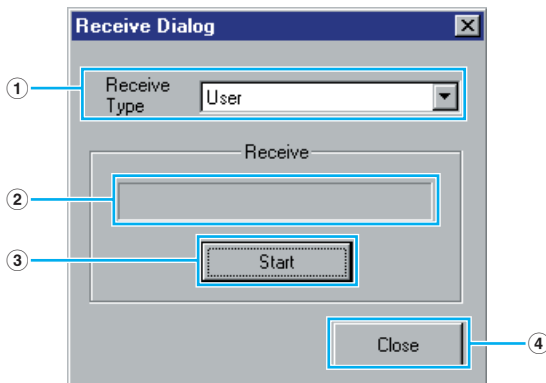 Receive Dialog
① Receive Type User
Receive
②
③ Start
Close ④